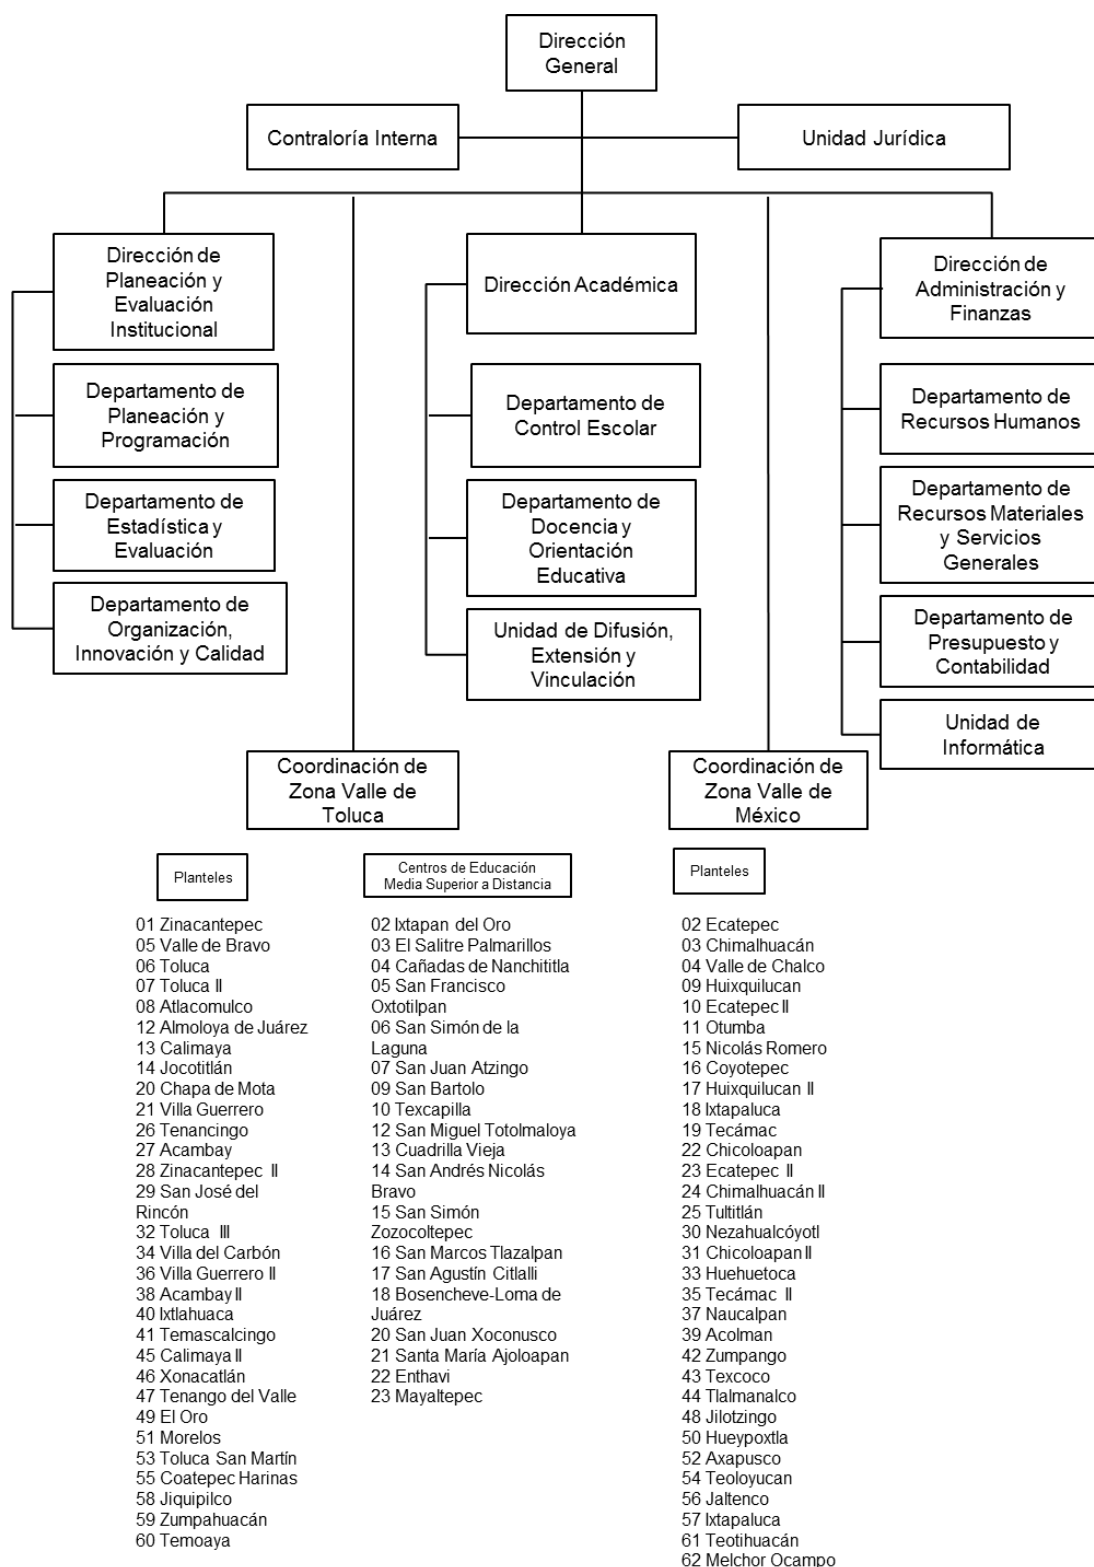 Dirección
General
Contraloría Interna
Unidad Jurídica
Dirección de
Planeación y
Evaluación
Institucional
Departamento de
Planeación y
Programación
Departamento de
Estadística y
Evaluación
Departamento de
Organización,
Innovación y Calidad
Dirección Académica
Departamento de
Control Escolar
Departamento de
Docencia y
Orientación
Educativa
Unidad de Difusión,
Extensión y
Vinculación
Dirección de
Administración y
Finanzas
Departamento de
Recursos Humanos
Departamento de
Recursos Materiales
y Servicios
Generales
Departamento de
Presupuesto y
Contabilidad
Unidad de
Informática
Coordinación de
Zona Valle de
Toluca
Coordinación de
Zona Valle de
México
Planteles
01 Zinacantepec
05 Valle de Bravo
06 Toluca
07 Toluca II
08 Atlacomulco
12 Almoloya de Juárez
13 Calimaya
14 Jocotitlán
20 Chapa de Mota
21 Villa Guerrero
26 Tenancingo
27 Acambay
28 Zinacantepec II
29 San José del
Rincón
32 Toluca III
34 Villa del Carbón
36 Villa Guerrero II
38 Acambay II
40 Ixtlahuaca
41 Temascalcingo
45 Calimaya II
46 Xonacatlán
47 Tenango del Valle
49 El Oro
51 Morelos
53 Toluca San Martín
55 Coatepec Harinas
58 Jiquipilco
59 Zumpahuacán
60 Temoaya
Centros de Educación
Media Superior a Distancia
02 Ixtapan del Oro
03 El Salitre Palmarillos
04 Cañadas de Nanchititla
05 San Francisco
Oxtotilpan
06 San Simón de la
Laguna
07 San Juan Atzingo
09 San Bartolo
10 Texcapilla
12 San Miguel Totolmaloya
13 Cuadrilla Vieja
14 San Andrés Nicolás
Bravo
15 San Simón
Zozocoltepec
16 San Marcos Tlazalpan
17 San Agustín Citlalli
18 Bosencheve-Loma de
Juárez
20 San Juan Xoconusco
21 Santa María Ajoloapan
22 Enthavi
23 Mayaltepec
Planteles
02 Ecatepec
03 Chimalhuacán
04 Valle de Chalco
09 Huixquilucan
10 Ecatepec II
11 Otumba
15 Nicolás Romero
16 Coyotepec
17 Huixquilucan II
18 Ixtapaluca
19 Tecámac
22 Chicoloapan
23 Ecatepec II
24 Chimalhuacán II
25 Tultitlán
30 Nezahualcóyotl
31 Chicoloapan II
33 Huehuetoca
35 Tecámac II
37 Naucalpan
39 Acolman
42 Zumpango
43 Texcoco
44 Tlalmanalco
48 Jilotzingo
50 Hueypoxtla
52 Axapusco
54 Teoloyucan
56 Jaltenco
57 Ixtapaluca
61 Teotihuacán
62 Melchor Ocampo